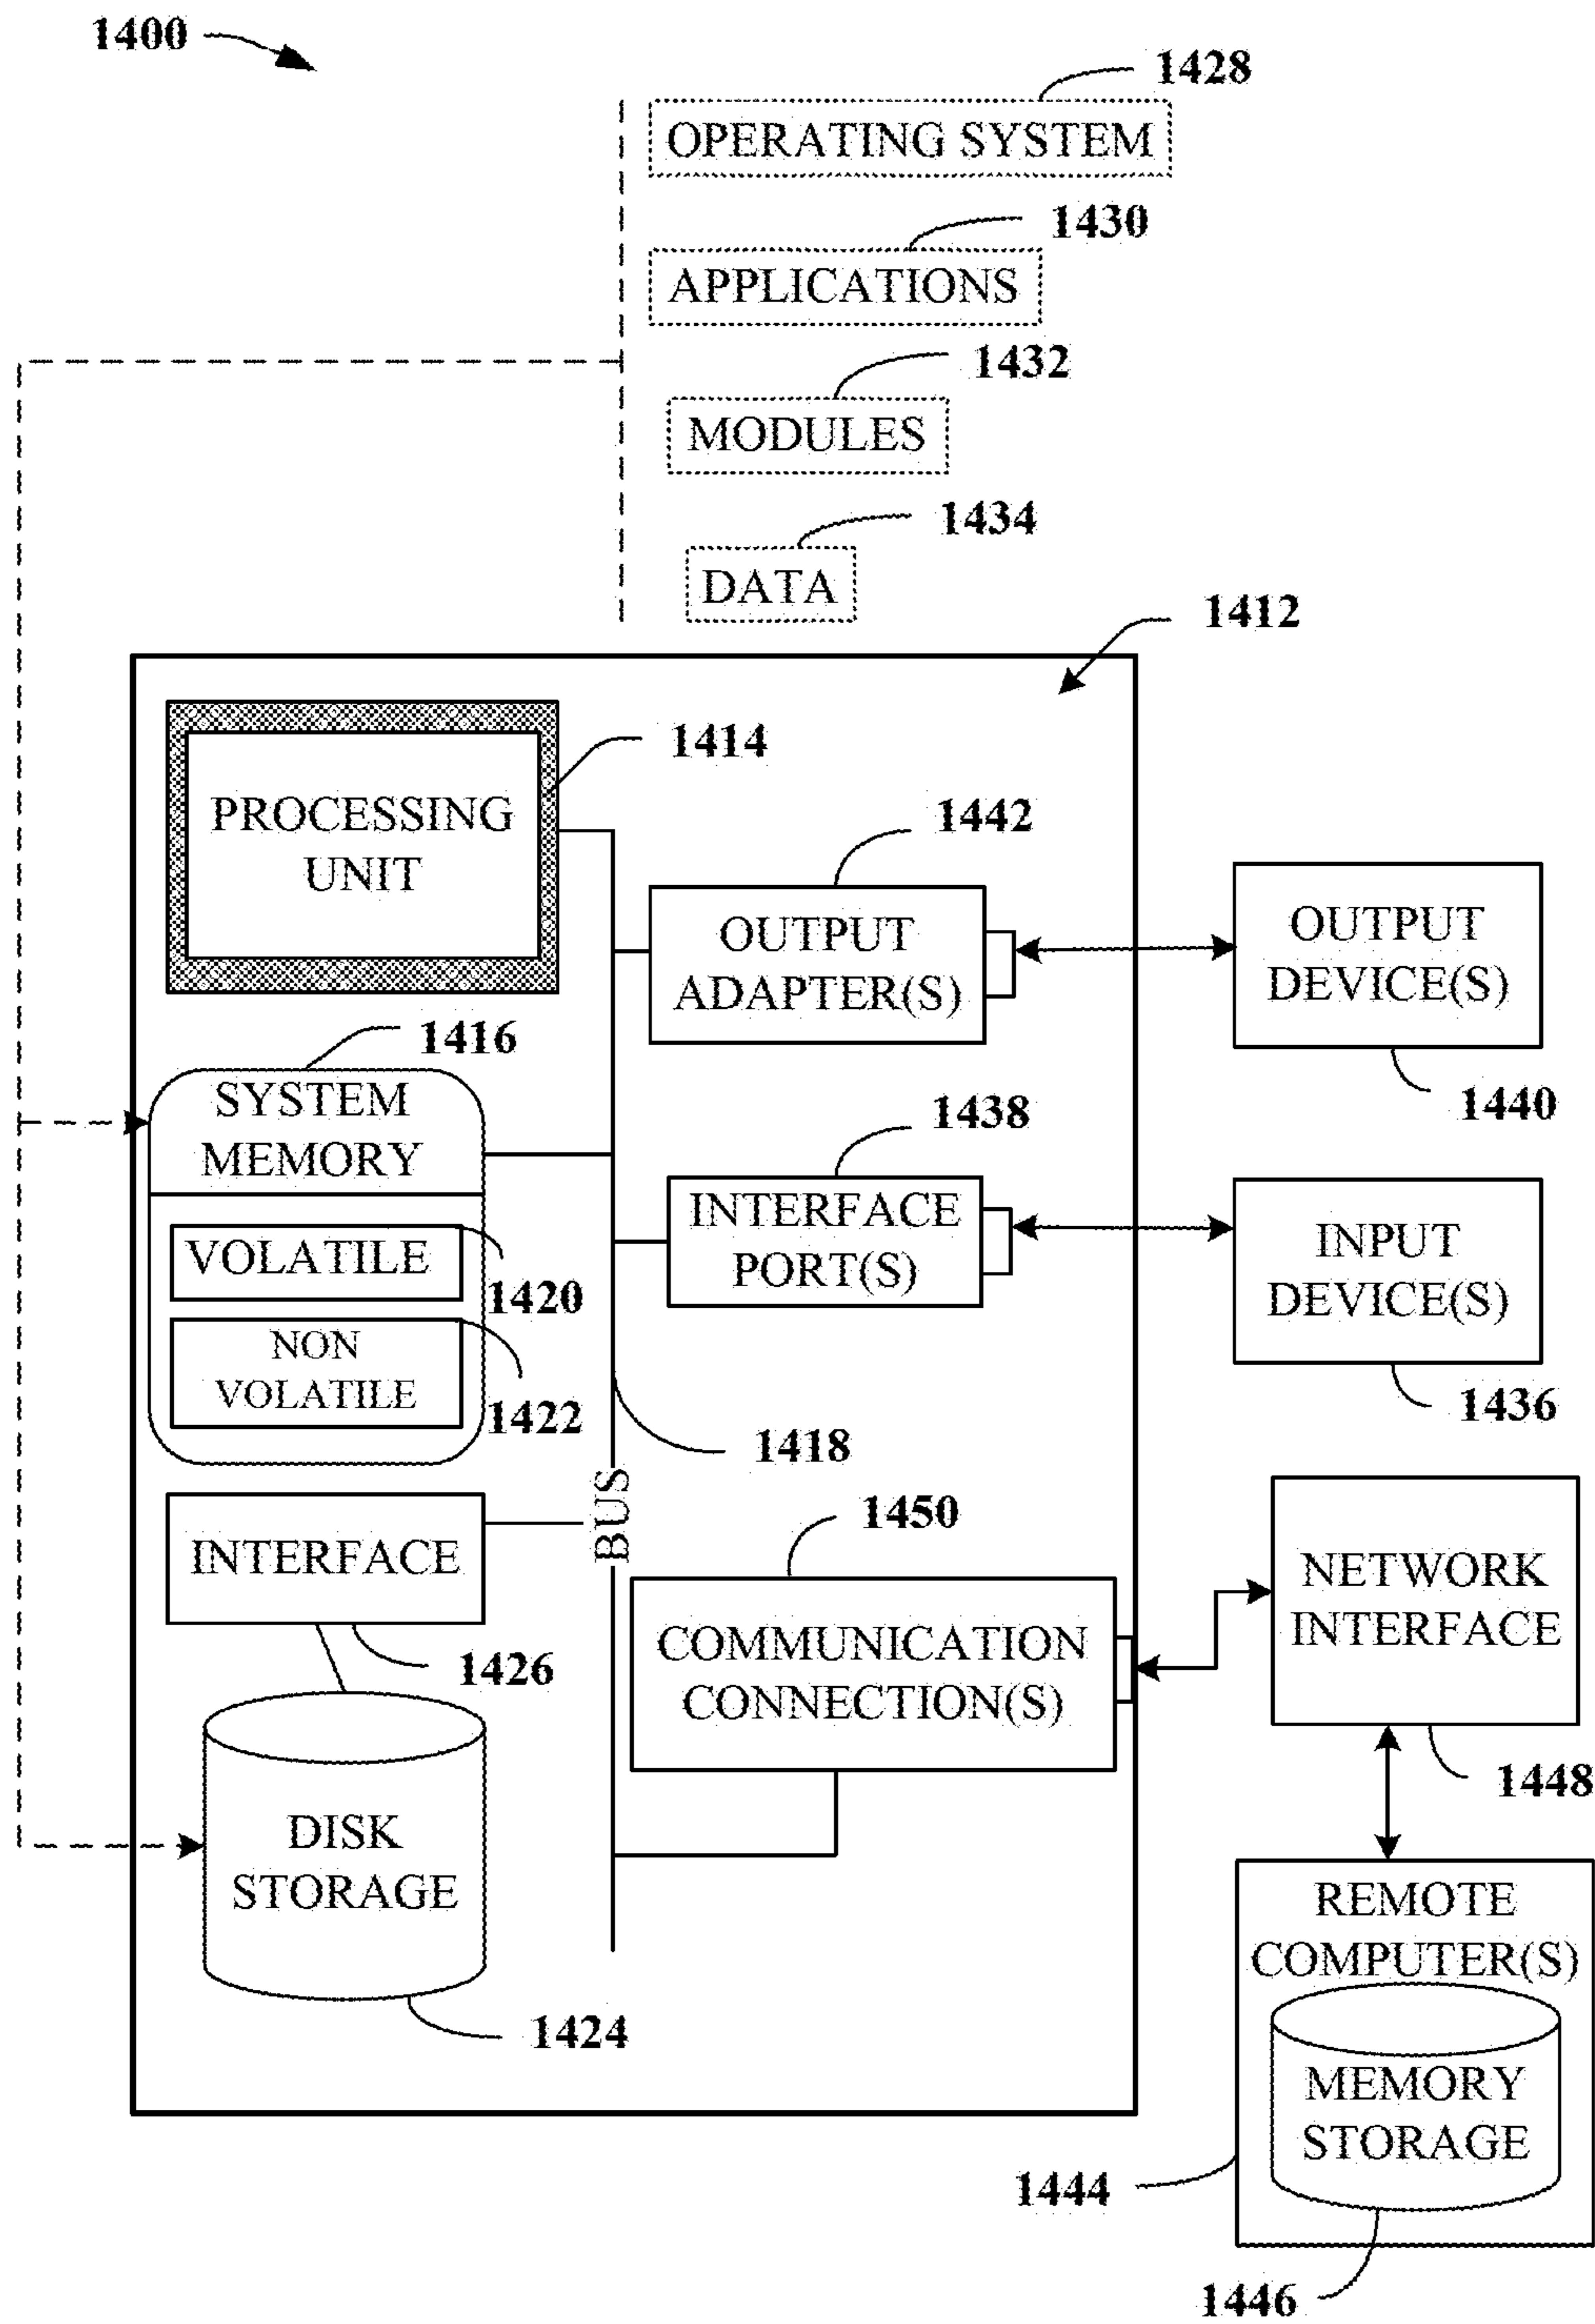 1400
1428
OPERATING SYSTEM
1430
APPLICATIONS
1432
MODULES
1434
DATA
1412
1414
PROCESSING
UNIT
1442
OUTPUT
ADAPTER(S)
OUTPUT
DEVICE(S)
1440
1416
SYSTEM
MEMORY
1438
INTERFACE
PORT(S)
INPUT
DEVICE(S)
1436
VOLATILE
1420
NON
VOLATILE
1422
1418
BUS
1450
INTERFACE
1426
COMMUNICATION
CONNECTION(S)
NETWORK
INTERFACE
1448
DISK
STORAGE
1424
REMOTE
COMPUTER(S)
MEMORY
STORAGE
1444
1446